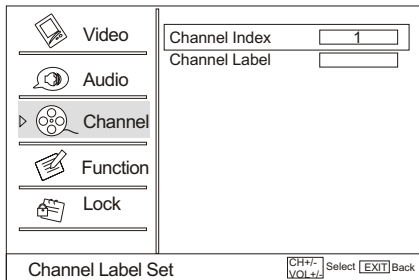 Video
Audio
Channel
Function
Lock
Channel Index 1
Channel Label
Channel Label Set
CH+/- VOL+/- Select EXIT Back